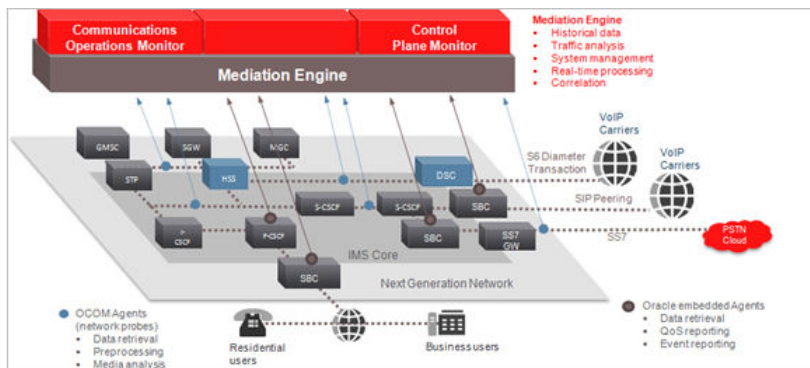 Communications
Operations Monitor
Control
Plane Monitor
Mediation Engine
Mediation Engine
• Historical data
• Traffic analysis
• System management
• Real-time processing
• Correlation
GMSC
SGW
MGC
STP
HSS
DSC
S6 Diameter
Transaction
VoIP
Carriers
VoIP
Carriers
S-CSCF
S-CSCF
SBC
SIP Peering
CSCF
P-CSCF
SBC
SS7
GW
SS7
PSTN
Cloud
IMS Core
SBC
Next Generation Network
OCOM Agents
(network probes)
• Data retrieval
• Preprocessing
• Media analysis
Residential
users
Business users
Oracle embedded Agents
• Data retrieval
• QoS reporting
• Event reporting